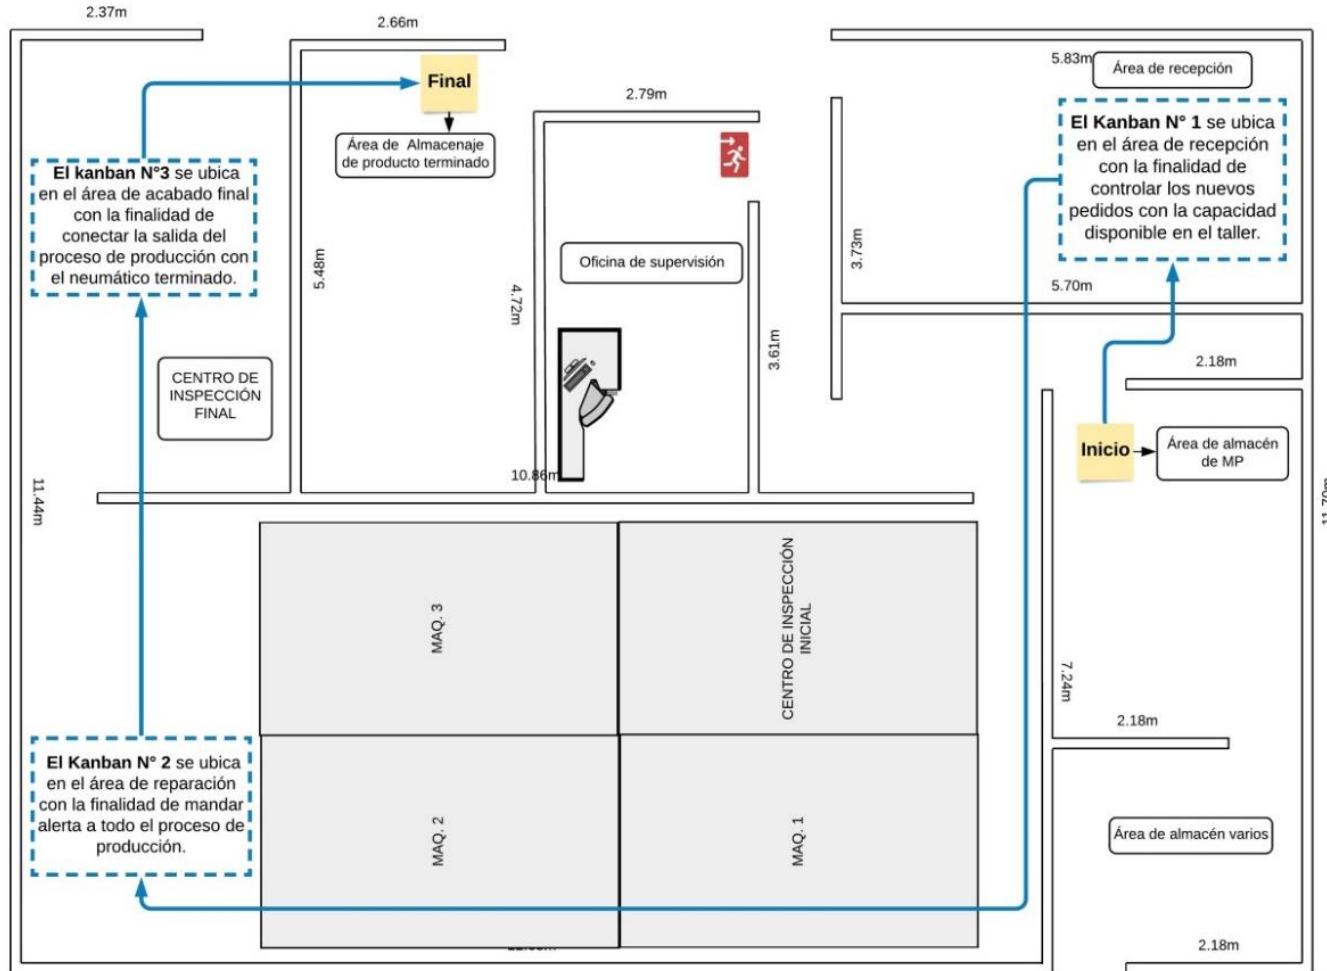 2.37m
2.66m
2.79m
5.83m
Área de recepción
Final
Área de Almacenaje
de producto terminado
El kanban N°3 se ubica
en el área de acabado final
con la finalidad de
conectar la salida del
proceso de producción con
el neumático terminado.
El Kanban N° 1 se ubica
en el área de recepción
con la finalidad de
controlar los nuevos
pedidos con la capacidad
disponible en el taller.
5.48m
4.72m
Oficina de supervisión
3.73m
5.70m
3.61m
2.18m
CENTRO DE
INSPECCIÓN
FINAL
Inicio
Área de almacén
de MP
10.86m
11.44m
11.70m
MAQ. 3
CENTRO DE INSPECCIÓN
INICIAL
7.24m
2.18m
El Kanban N° 2 se ubica
en el área de reparación
con la finalidad de mandar
alerta a todo el proceso de
producción.
MAQ. 2
MAQ. 1
Área de almacén varios
2.18m